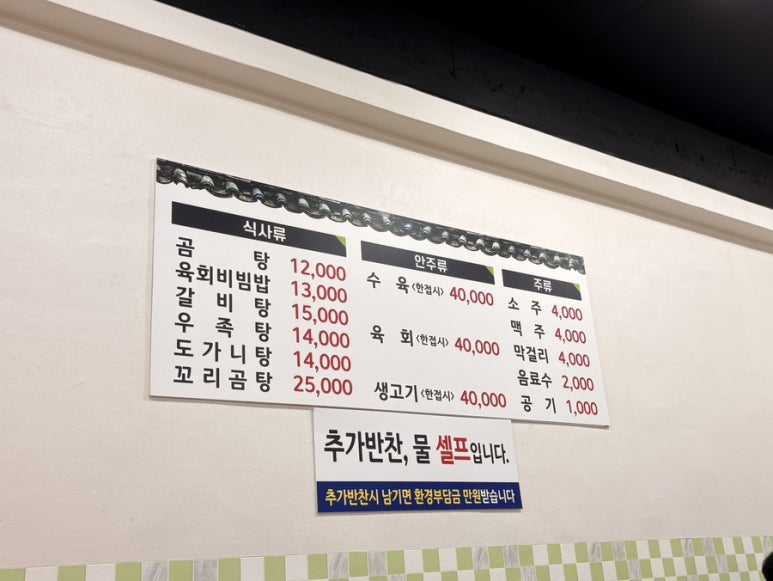 식사류
곰 탕 12,000
육회비빔밥 13,000
갈 비 탕 15,000
우 족 탕 14,000
도가니탕 14,000
꼬리곰탕 25,000
안주류
수 육 <한접시> 40,000
육 회 <한접시> 40,000
생고기 <한접시> 40,000
주류
소 주 4,000
맥 주 4,000
막걸리 4,000
음료수 2,000
공 기 1,000
추가반찬, 물 셀프입니다.
추가반찬시 남기면 환경부담금 만원받습니다